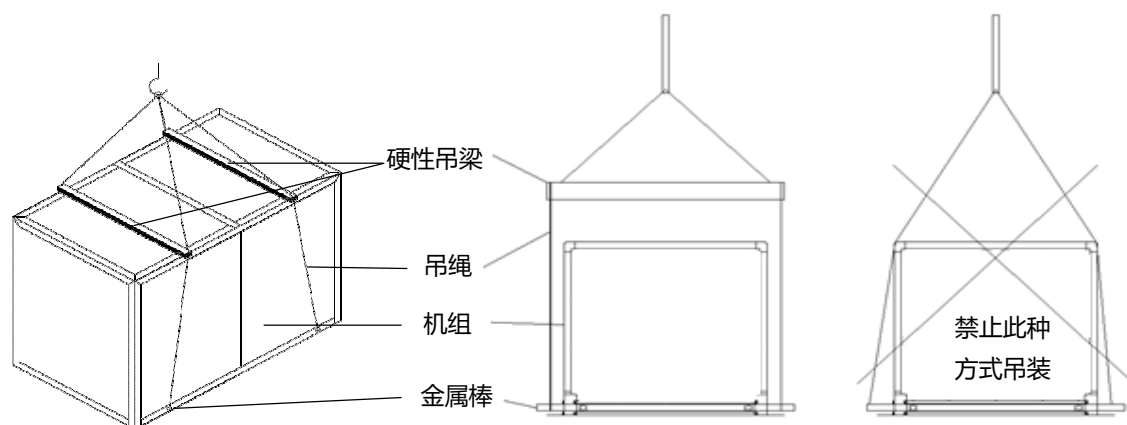 硬性吊梁
吊绳
机组
金属棒
禁止此种
方式吊装